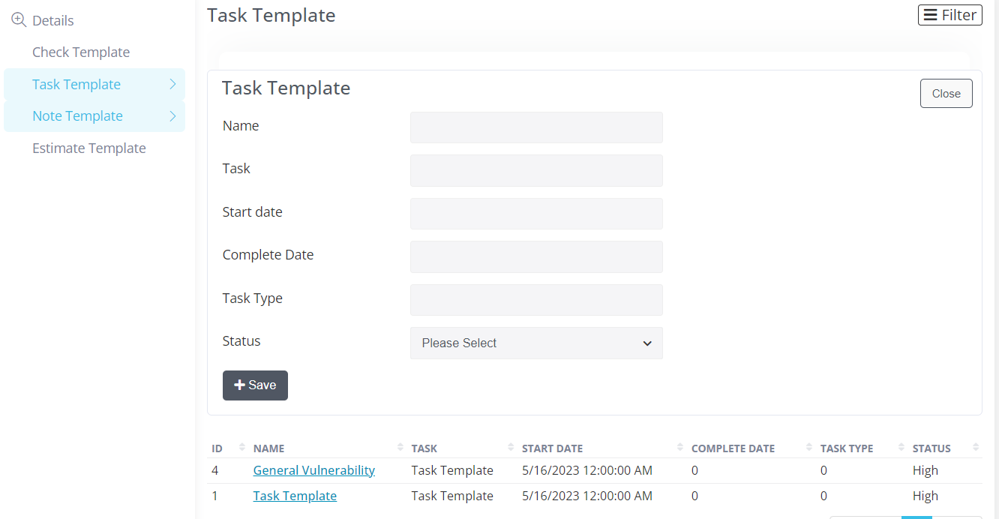 Details
Check Template
Task Template
Note Template
Estimate Template
Task Template
Filter
Task Template
Close
Name
Task
Start date
Complete Date
Task Type
Status
Please Select
Save
ID NAME TASK START DATE COMPLETE DATE TASK TYPE STATUS
4 General Vulnerability Task Template 5/16/2023 12:00:00 AM 0 0 High
1 Task Template Task Template 5/16/2023 12:00:00 AM 0 0 High